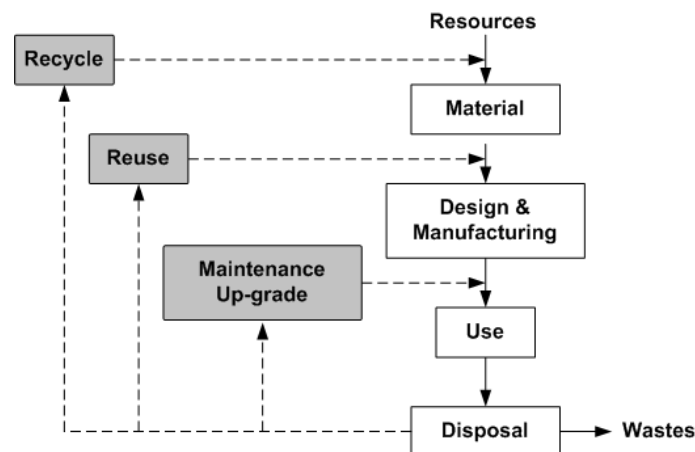 Resources
Recycle
Material
Reuse
Design &
Manufacturing
Maintenance
Up-grade
Use
Disposal
Wastes